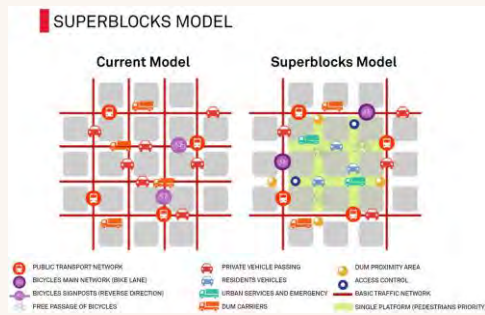 SUPERBLOCKS MODEL
Current Model
Superblocks Model
PUBLIC TRANSPORT NETWORK
BICYCLES MAIN NETWORK (BIKE LANE)
BICYCLES SIGNPOSTS (REVERSE DIRECTION)
FREE PASSAGE OF BICYCLES
PRIVATE VEHICLE PASSING
RESIDENTS VEHICLES
URBAN SERVICES AND EMERGENCY
DUM CARRIERS
DUM PROXIMITY AREA
ACCESS CONTROL
BASIC TRAFFIC NETWORK
SINGLE PLATFORM (PEDESTRIANS PRIORITY)